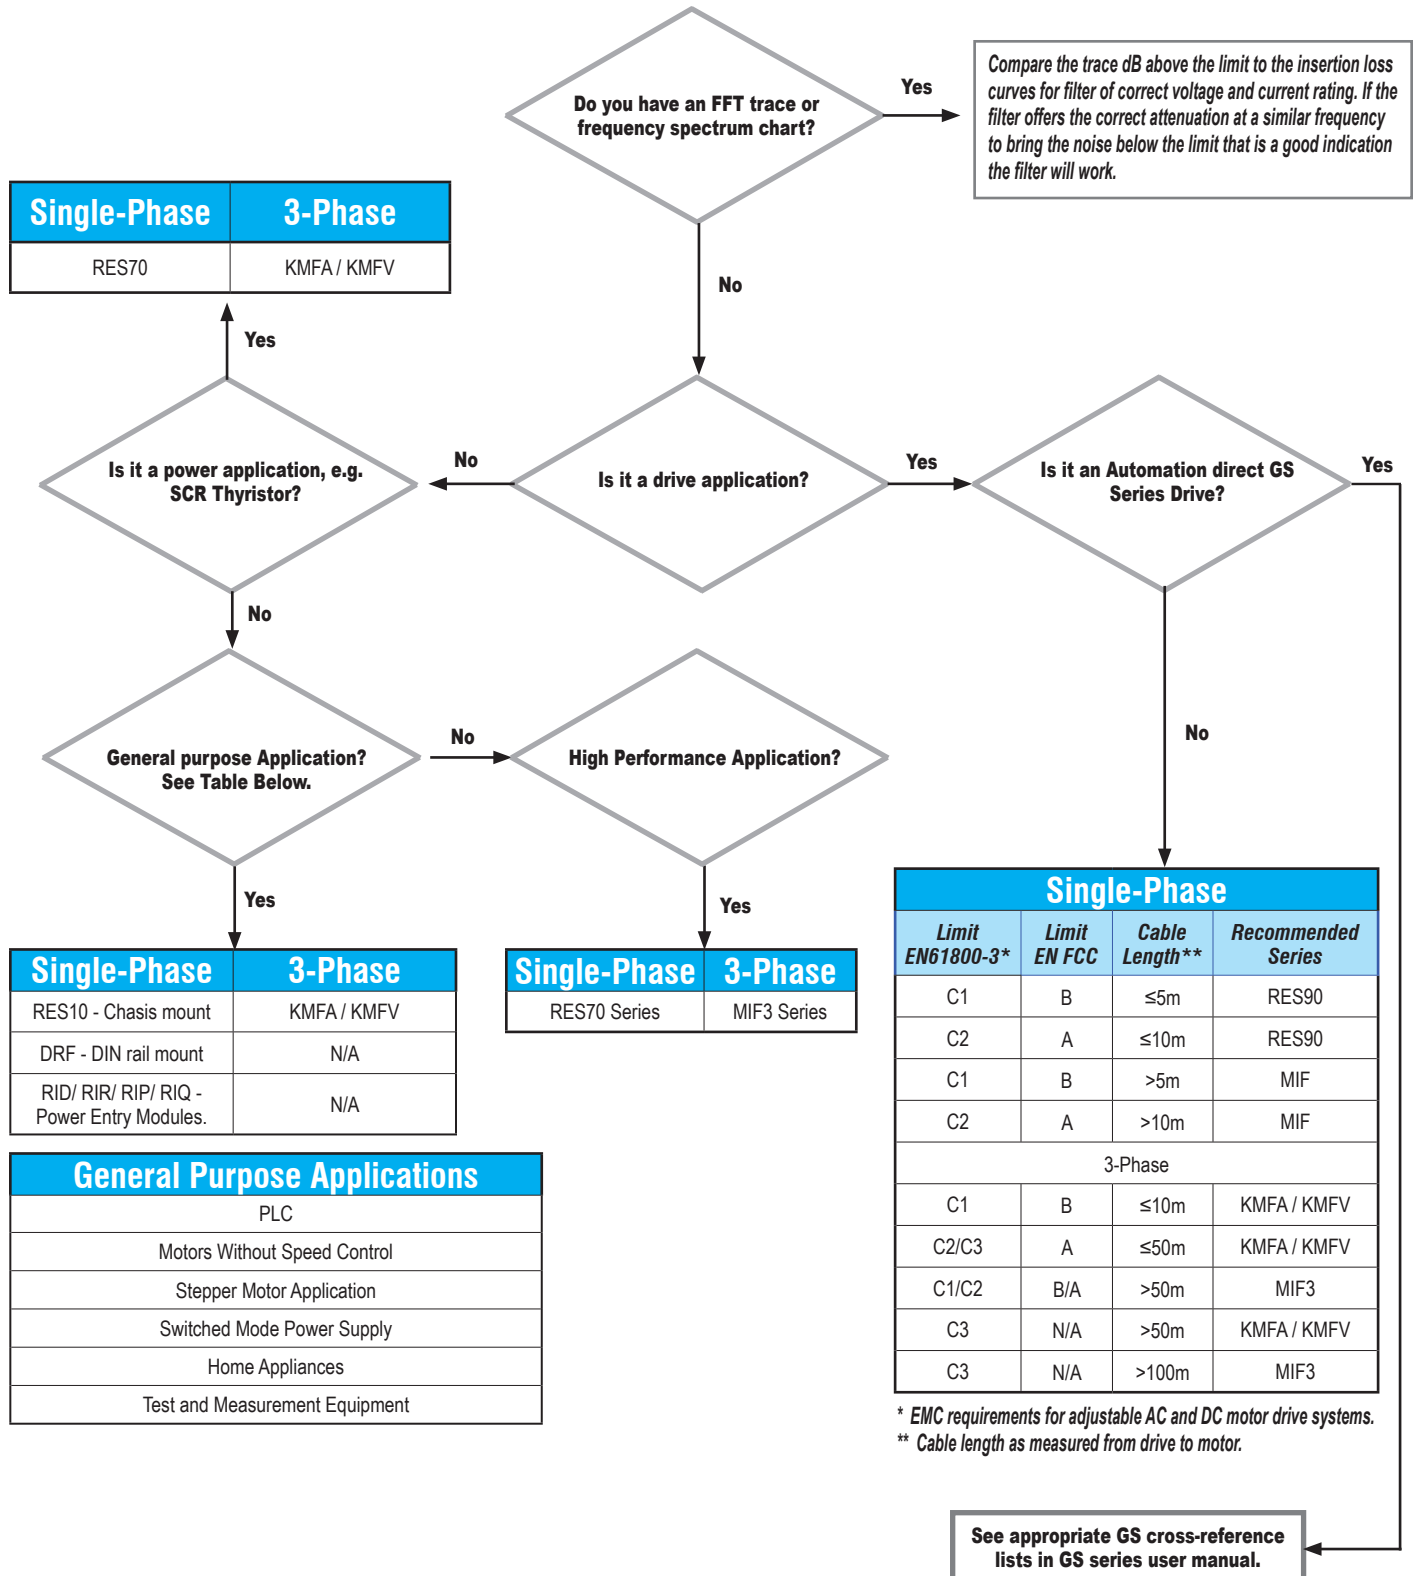 Do you have an FFT trace or
frequency spectrum chart?
Yes
Compare the trace dB above the limit to the insertion loss
curves for filter of correct voltage and current rating. If the
filter offers the correct attenuation at a similar frequency
to bring the noise below the limit that is a good indication
the filter will work.
Single-Phase 3-Phase
RES70 KMFA / KMFV
No
Yes
Is it a power application, e.g.
SCR Thyristor?
No
Is it a drive application?
Yes
Is it an Automation direct GS
Series Drive?
Yes
No
General purpose Application?
See Table Below.
No
High Performance Application?
No
Yes
Yes
Single-Phase 3-Phase
RES10 - Chasis mount KMFA / KMFV
DRF - DIN rail mount N/A
RID/ RIR/ RIP/ RIQ -
Power Entry Modules.
N/A
Single-Phase 3-Phase
RES70 Series MIF3 Series
General Purpose Applications
PLC
Motors Without Speed Control
Stepper Motor Application
Switched Mode Power Supply
Home Appliances
Test and Measurement Equipment
Single-Phase
Limit
EN61800-3*
Limit
EN FCC
Cable
Length**
Recommended
Series
C1 B ≤5m RES90
C2 A ≤10m RES90
C1 B >5m MIF
C2 A >10m MIF
3-Phase
C1 B ≤10m KMFA / KMFV
C2/C3 A ≤50m KMFA / KMFV
C1/C2 B/A >50m MIF3
C3 N/A >50m KMFA / KMFV
C3 N/A >100m MIF3
* EMC requirements for adjustable AC and DC motor drive systems.
** Cable length as measured from drive to motor.
See appropriate GS cross-reference
lists in GS series user manual.